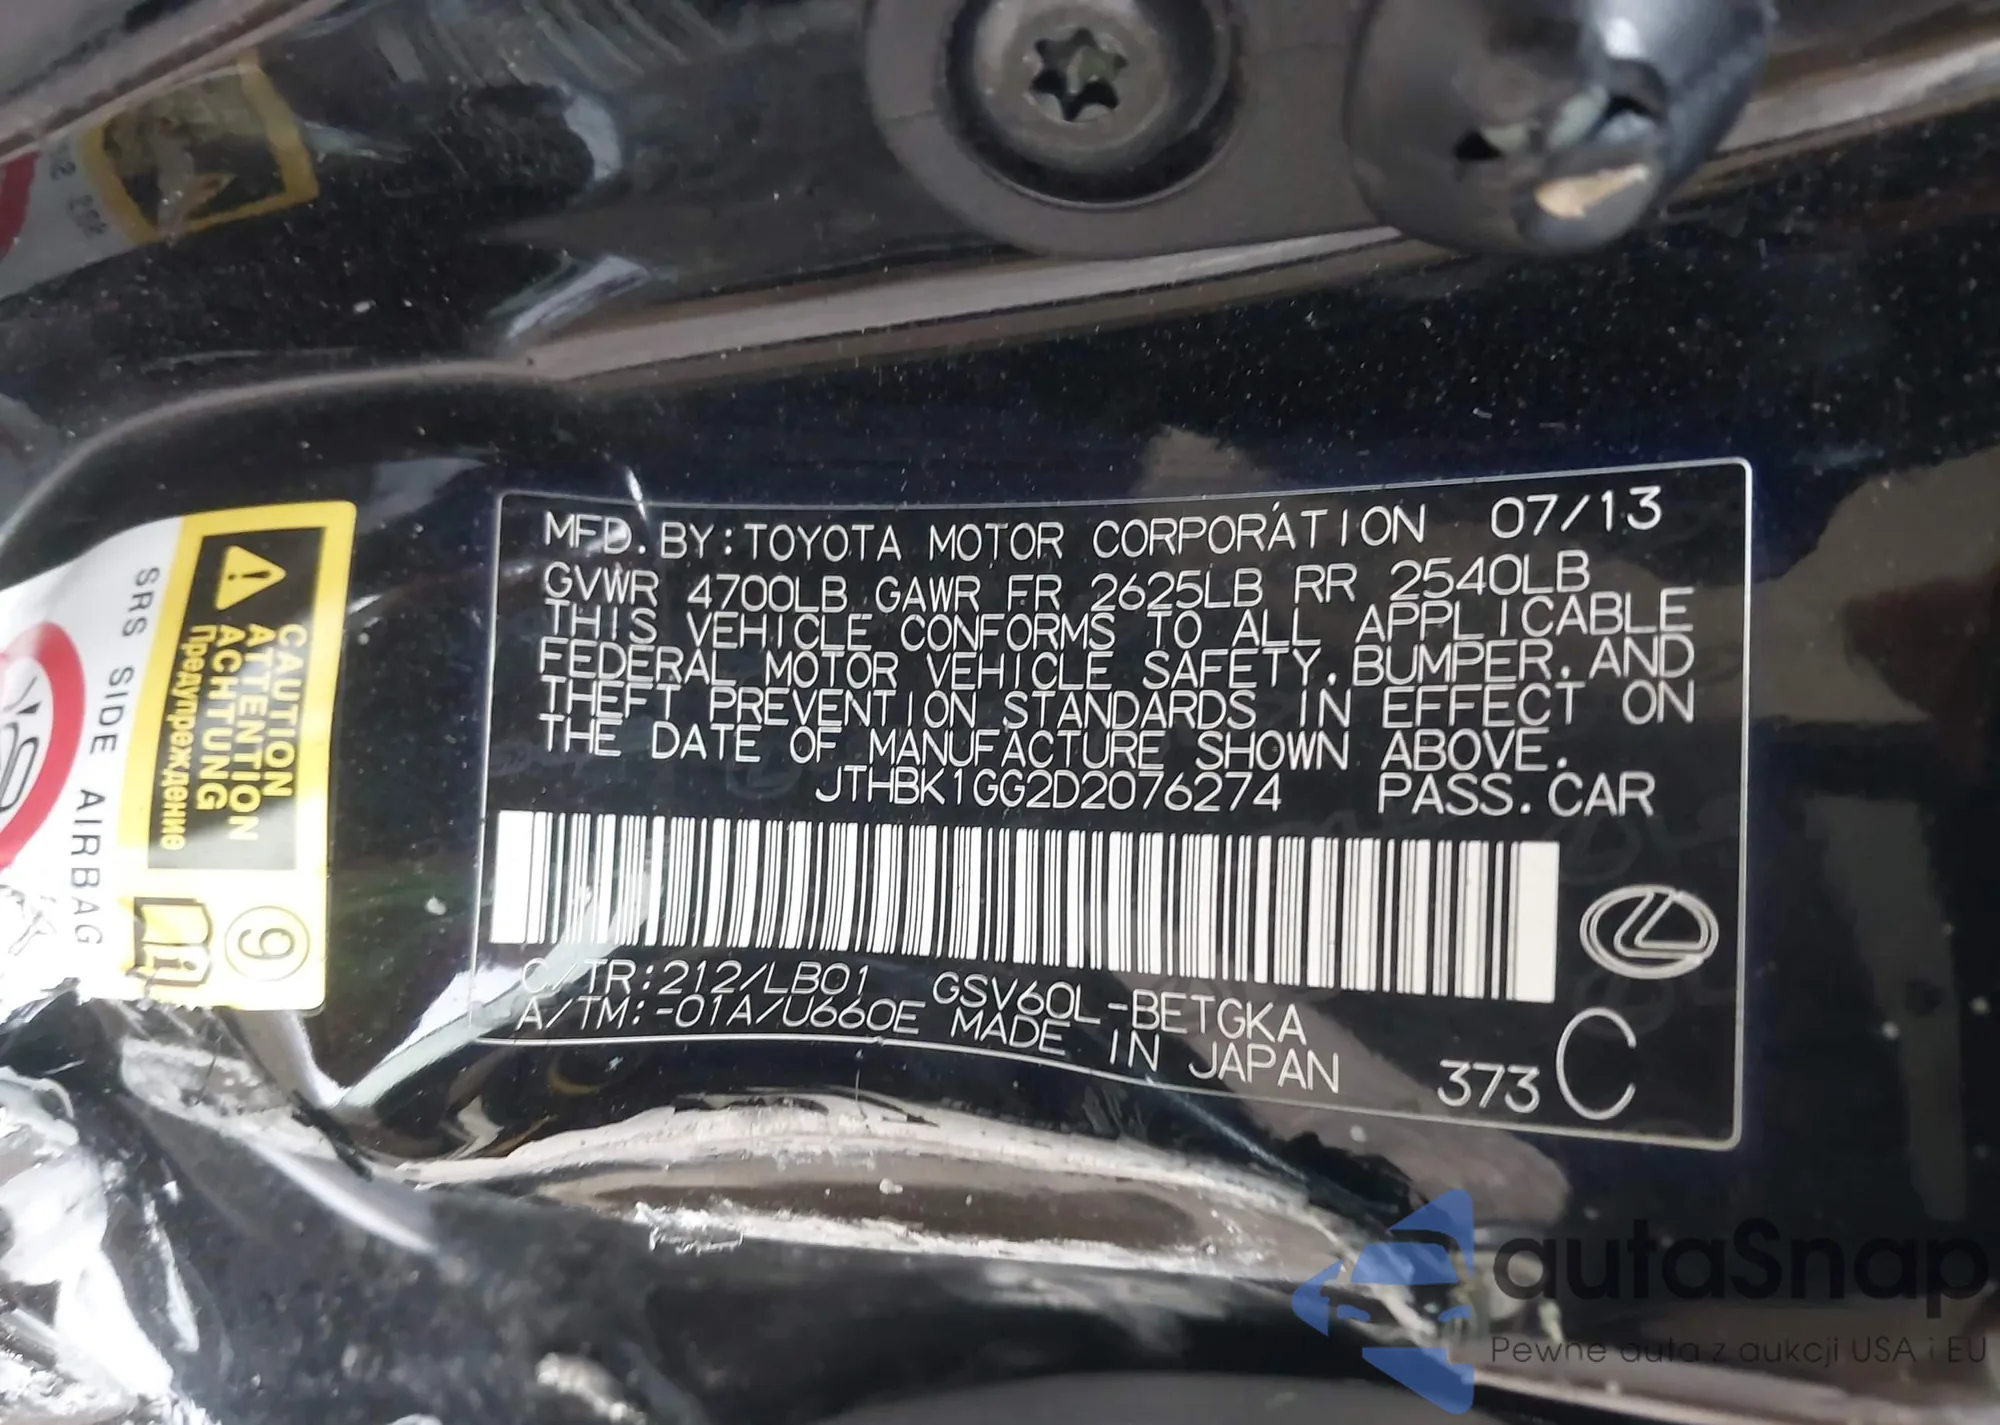 MFD. BY: TOYOTA MOTOR CORPORATION 07/13
GVWR 4700LB GAWR FR 2625LB RR 2540LB
THIS VEHICLE CONFORMS TO ALL APPLICABLE
FEDERAL MOTOR VEHICLE SAFETY, BUMPER, AND
THEFT PREVENTION STANDARDS IN EFFECT ON
THE DATE OF MANUFACTURE SHOWN ABOVE.
JTHBK1GG2D2076274 PASS. CAR
C/TR: 212/LB01 GSV60L-BETGKA
A/TM: -01A/U660E MADE IN JAPAN
373 C
CAUTION
ATTENTION
ACHTUNG
Предупреждение
SRS SIDE AIRBAG
9
autaSnap
Pewne auta z aukcji USA i EU